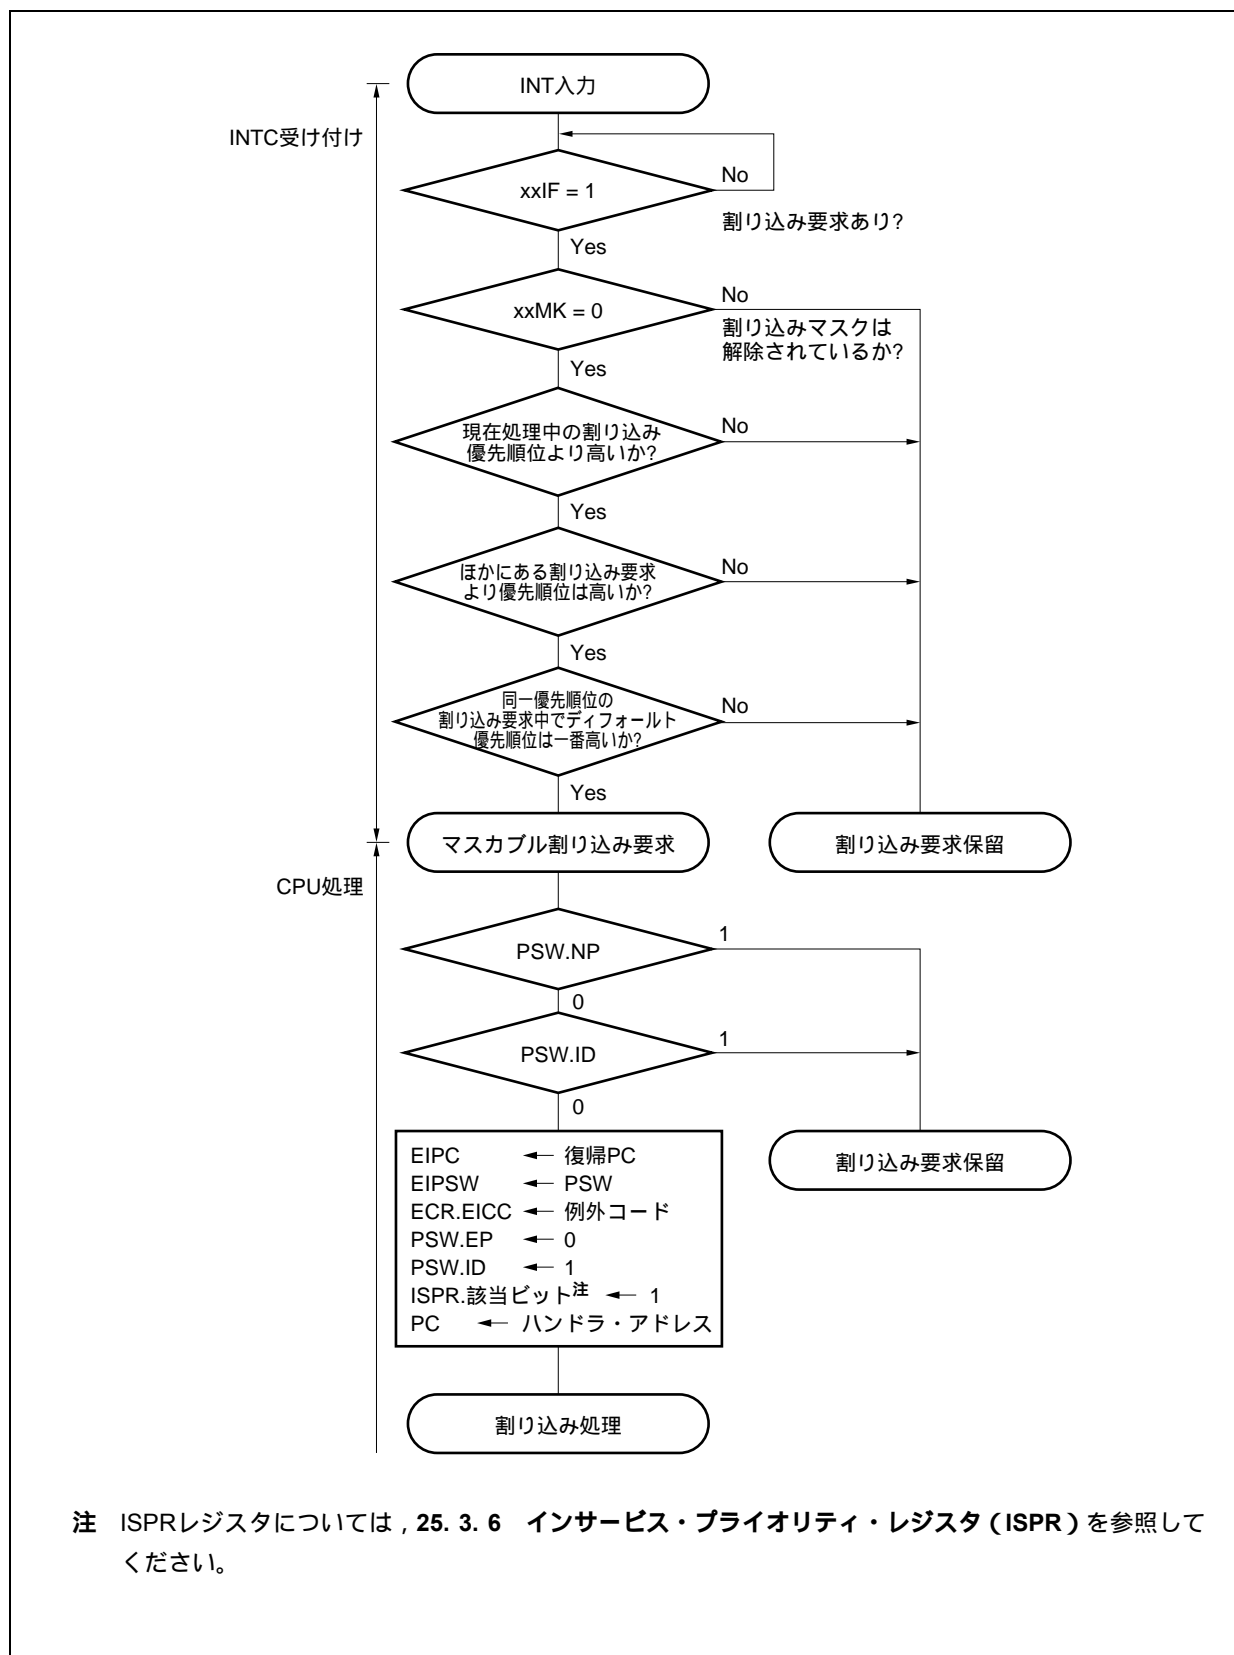 INT入力
INTC受け付け
xxIF = 1
No
割り込み要求あり?
Yes
xxMK = 0
No
割り込みマスクは
解除されているか?
Yes
現在処理中の割り込み
優先順位より高いか?
No
Yes
ほかにある割り込み要求
より優先順位は高いか?
No
Yes
同一優先順位の
割り込み要求中でディフォールト
優先順位は一番高いか?
No
Yes
マスカブル割り込み要求
割り込み要求保留
CPU処理
PSW.NP
1
0
PSW.ID
1
0
EIPC ← 復帰PC
EIPSW ← PSW
ECR.EICC ← 例外コード
PSW.EP ← 0
PSW.ID ← 1
ISPR.該当ビット注 ← 1
PC ← ハンドラ・アドレス
割り込み要求保留
割り込み処理
注 ISPRレジスタについては,25. 3. 6 インサービス・プライオリティ・レジスタ(ISPR)を参照して
ください。